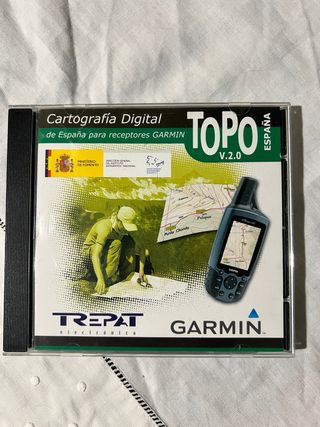 Cartografía Digital
de España para receptores GARMIN
TOPO
V.2.0
ESPAÑA
MINISTERIO
DE FOMENTO
TREPAT
electrónica
GARMIN